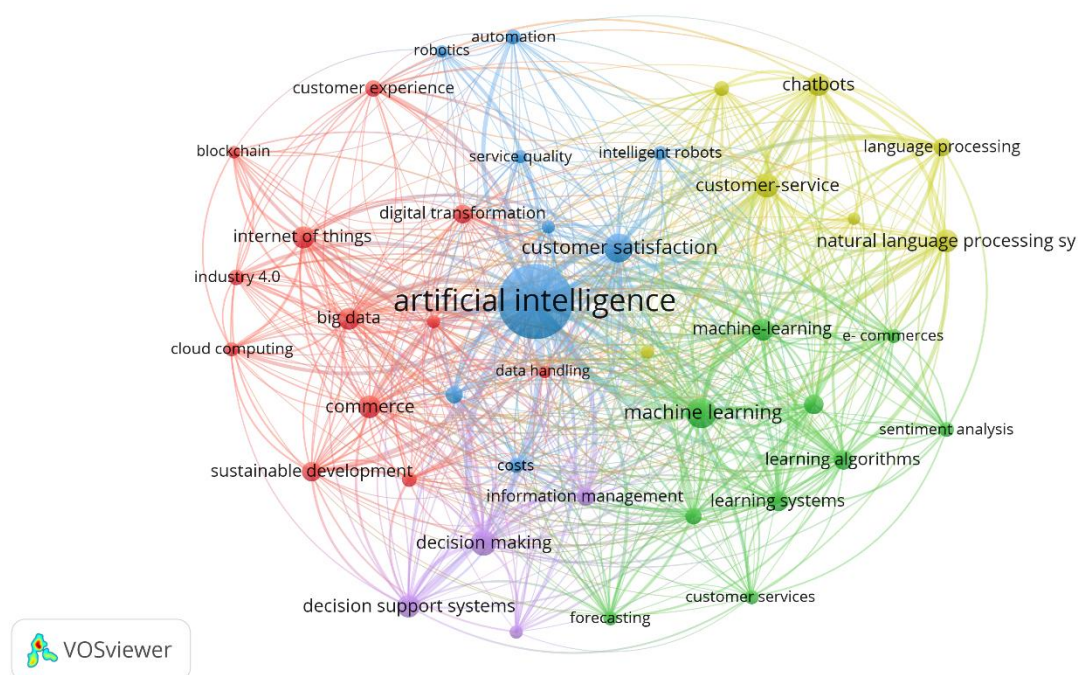 automation
robotics
chatbots
customer experience
language processing
blockchain
service quality
intelligent robots
customer-service
digital transformation
internet of things
customer satisfaction
natural language processing sy
industry 4.0
artificial intelligence
big data
machine-learning
e- commerces
cloud computing
data handling
commerce
machine learning
sentiment analysis
learning algorithms
sustainable development
costs
information management
learning systems
decision making
customer services
decision support systems
forecasting
VOSviewer